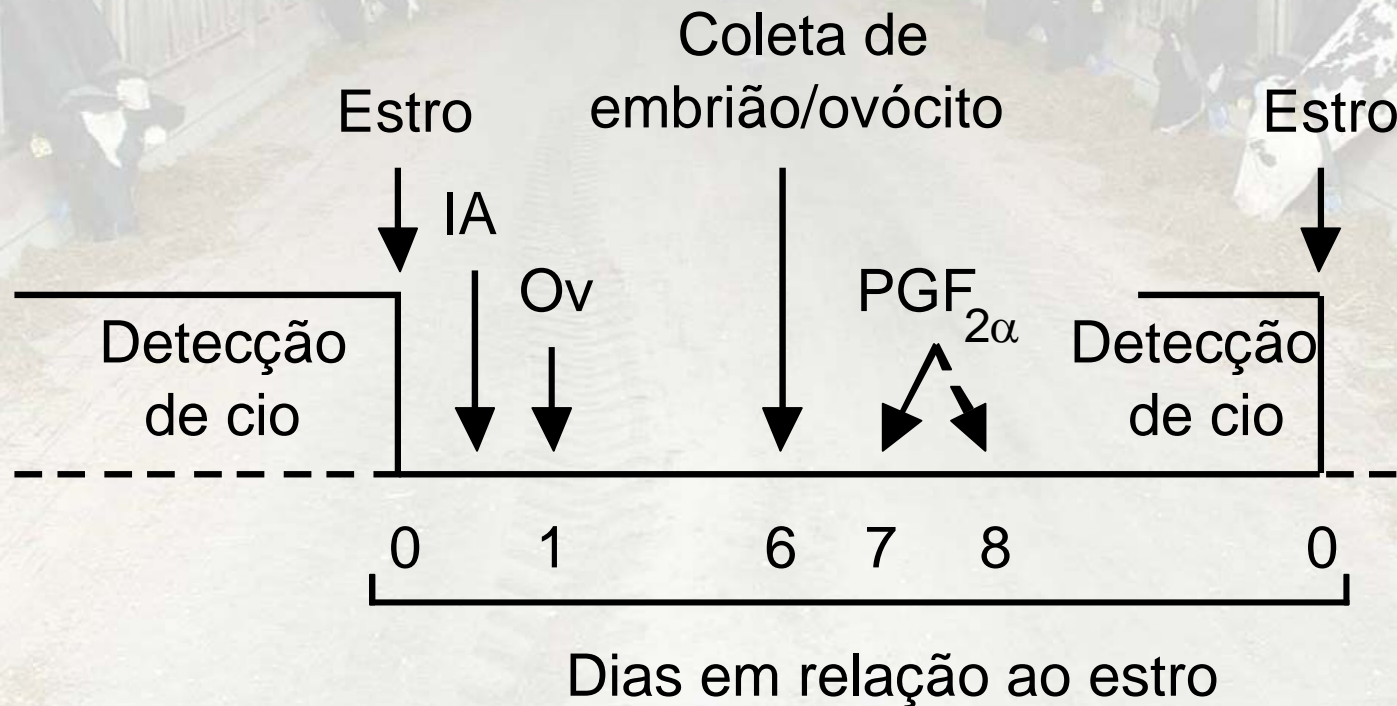 Coleta de
embrião/ovócito
Estro
Estro
IA
Ov
PGF2α
Detecção
de cio
Detecção
de cio
0 1 6 7 8 0
Dias em relação ao estro